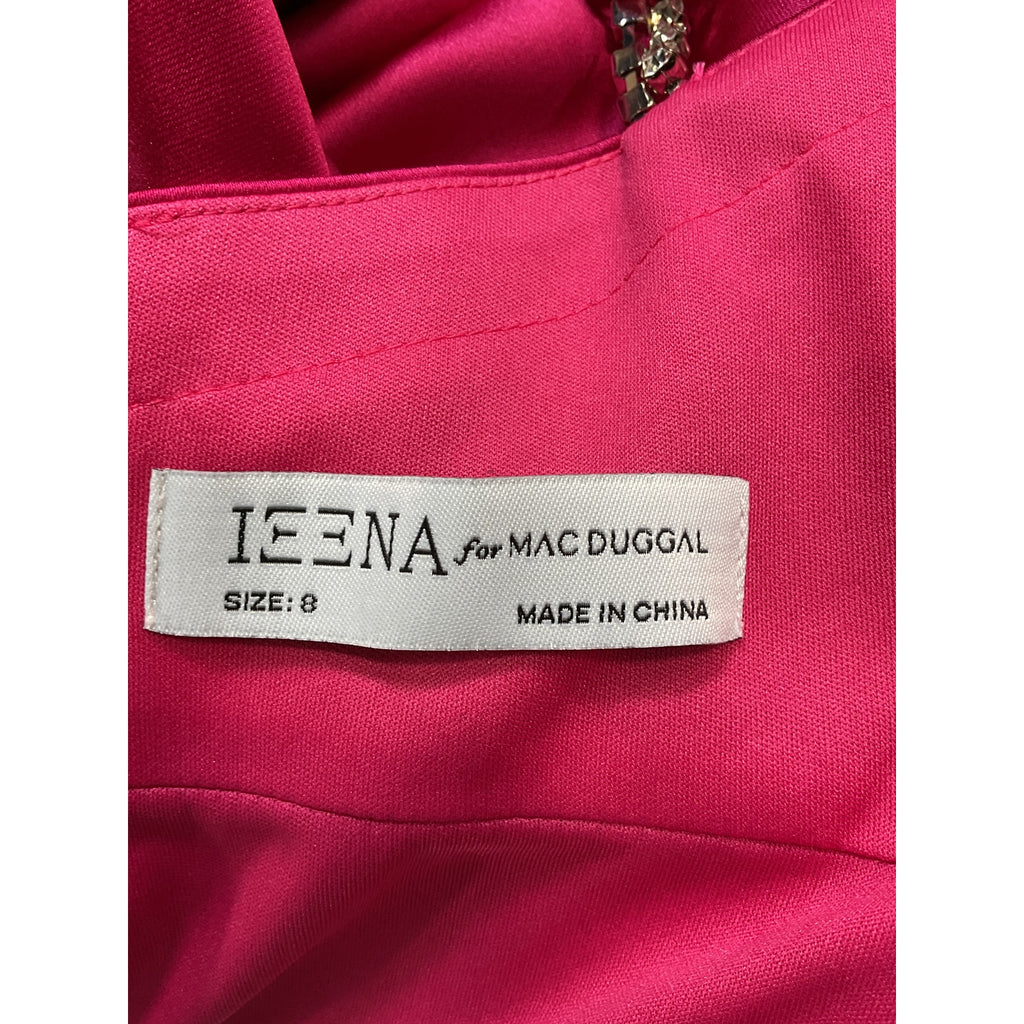 IEENA for MAC DUGGAL
SIZE: 8
MADE IN CHINA